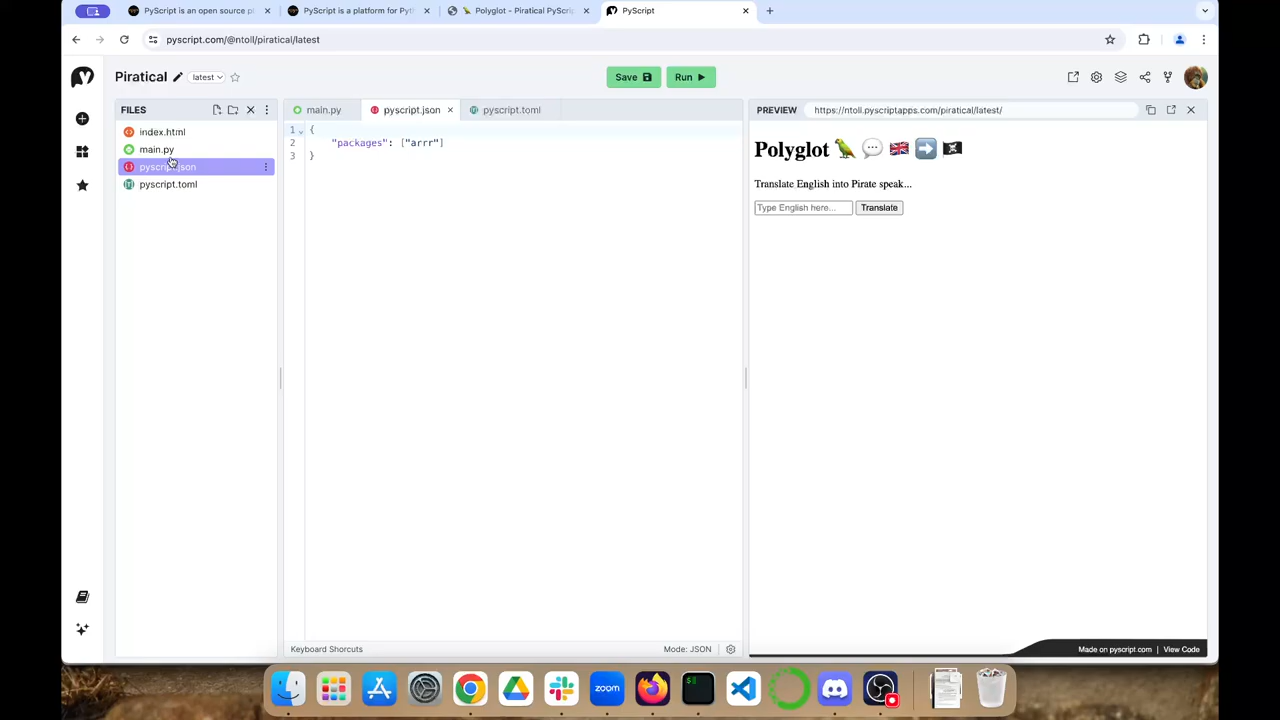 PyScript is an open source pl
PyScript is a platform for Pyth
Polyglot - Piratical PyScrip
PyScript
pyscript.com/@ntoll/piratical/latest
Piratical
latest
Save
Run
FILES
index.html
main.py
pyscript.json
pyscript.toml
main.py
pyscript.json
pyscript.toml
1 {
2 "packages": ["arrr"]
3 }
Keyboard Shorcuts
Mode: JSON
PREVIEW
https://ntoll.pyscriptapps.com/piratical/latest/
Polyglot 🦜 💬 🇬🇧 ➡️ 🏴‍☠️
Translate English into Pirate speak...
Type English here...
Translate
Made on pyscript.com | View Code
zoom